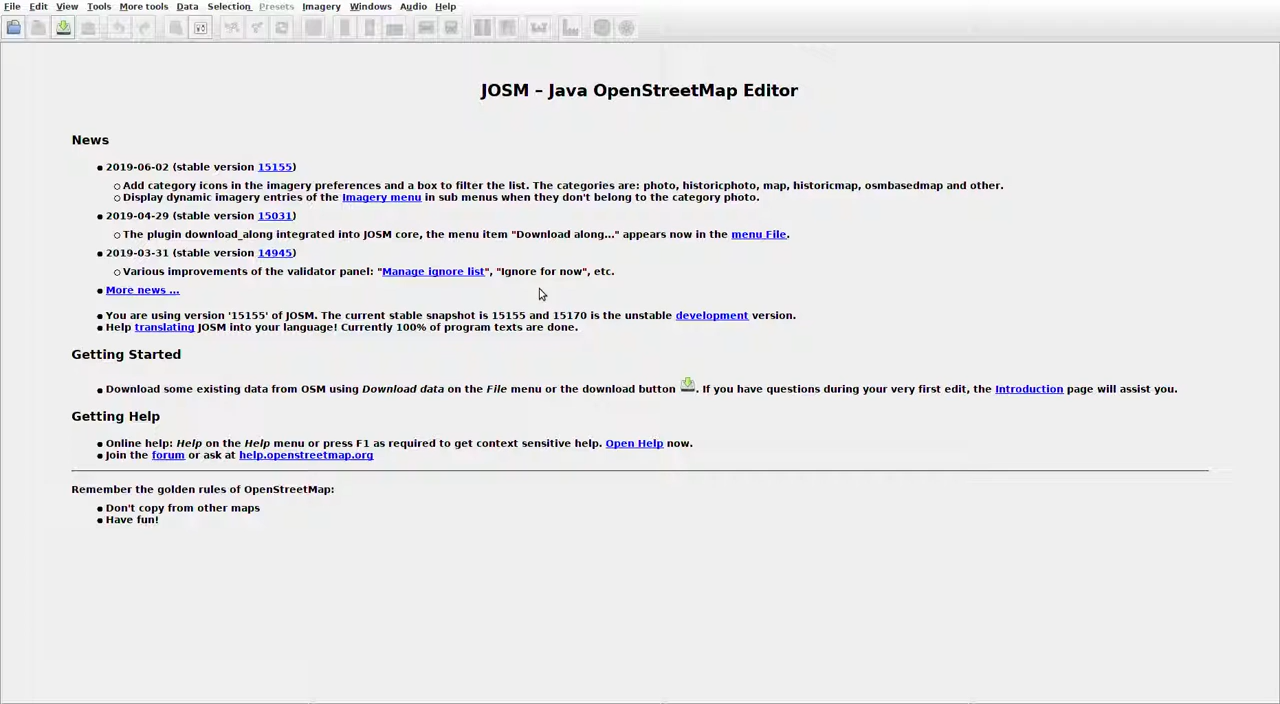 File Edit View Tools More tools Data Selection Presets Imagery Windows Audio Help
JOSM – Java OpenStreetMap Editor
News
2019-06-02 (stable version 15155)
Add category icons in the imagery preferences and a box to filter the list. The categories are: photo, historicphoto, map, historicmap, osmbasedmap and other.
Display dynamic imagery entries of the Imagery menu in sub menus when they don't belong to the category photo.
2019-04-29 (stable version 15031)
The plugin download_along integrated into JOSM core, the menu item "Download along..." appears now in the menu File.
2019-03-31 (stable version 14945)
Various improvements of the validator panel: "Manage ignore list", "Ignore for now", etc.
More news ...
You are using version '15155' of JOSM. The current stable snapshot is 15155 and 15170 is the unstable development version.
Help translating JOSM into your language! Currently 100% of program texts are done.
Getting Started
Download some existing data from OSM using Download data on the File menu or the download button . If you have questions during your very first edit, the Introduction page will assist you.
Getting Help
Online help: Help on the Help menu or press F1 as required to get context sensitive help. Open Help now.
Join the forum or ask at help.openstreetmap.org
Remember the golden rules of OpenStreetMap:
Don't copy from other maps
Have fun!